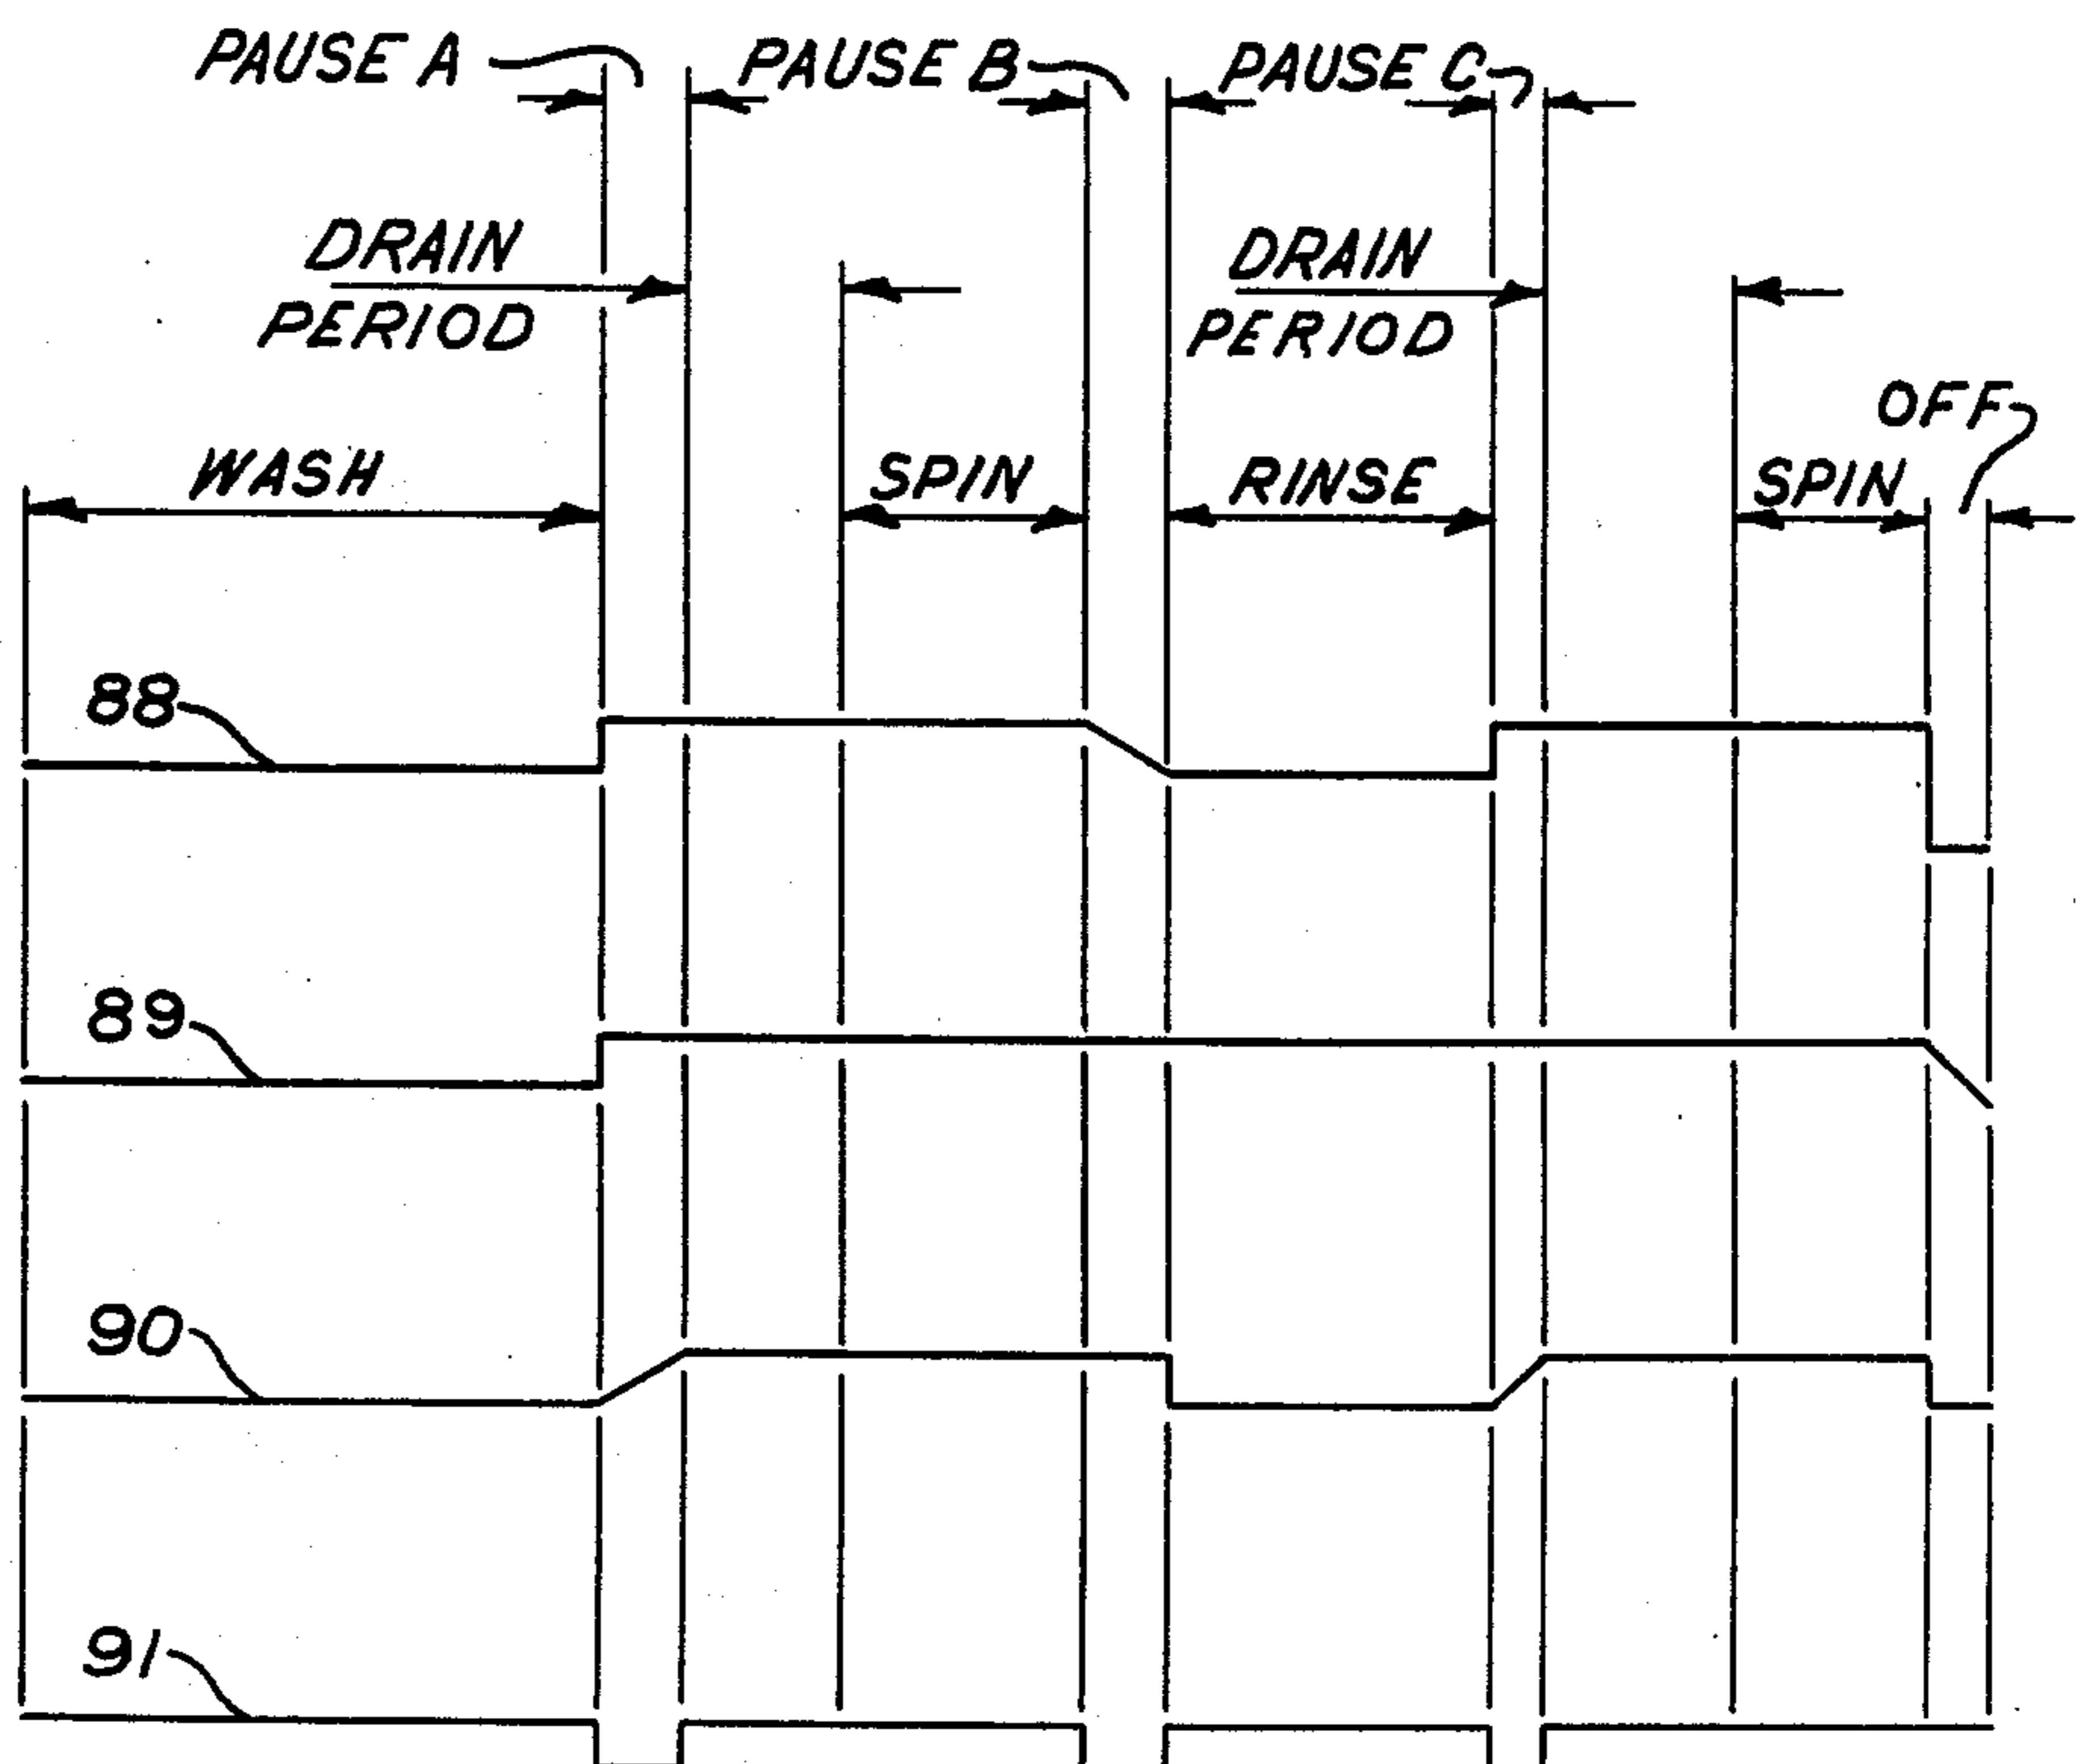 PAUSE A
PAUSE B
PAUSE C
DRAIN
PERIOD
DRAIN
PERIOD
OFF
WASH
SPIN
RINSE
SPIN
88
89
90
91